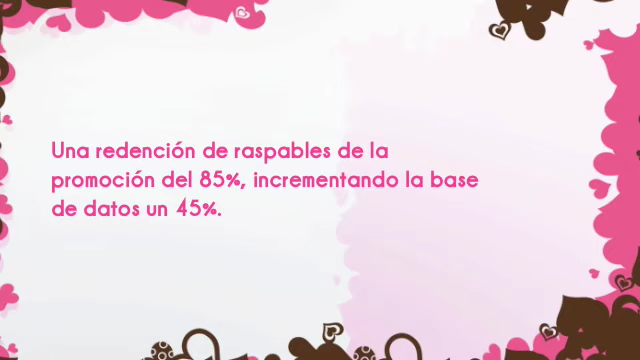 Una redención de raspables de la
promoción del 85%, incrementando la base
de datos un 45%.